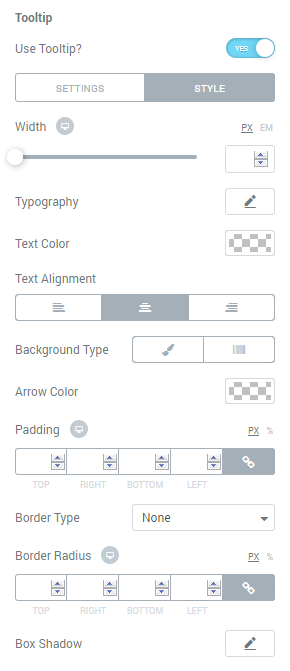 Tooltip
Use Tooltip? YES
SETTINGS STYLE
Width PX EM
Typography
Text Color
Text Alignment
Background Type
Arrow Color
Padding PX %
TOP RIGHT BOTTOM LEFT
Border Type None
Border Radius PX %
TOP RIGHT BOTTOM LEFT
Box Shadow